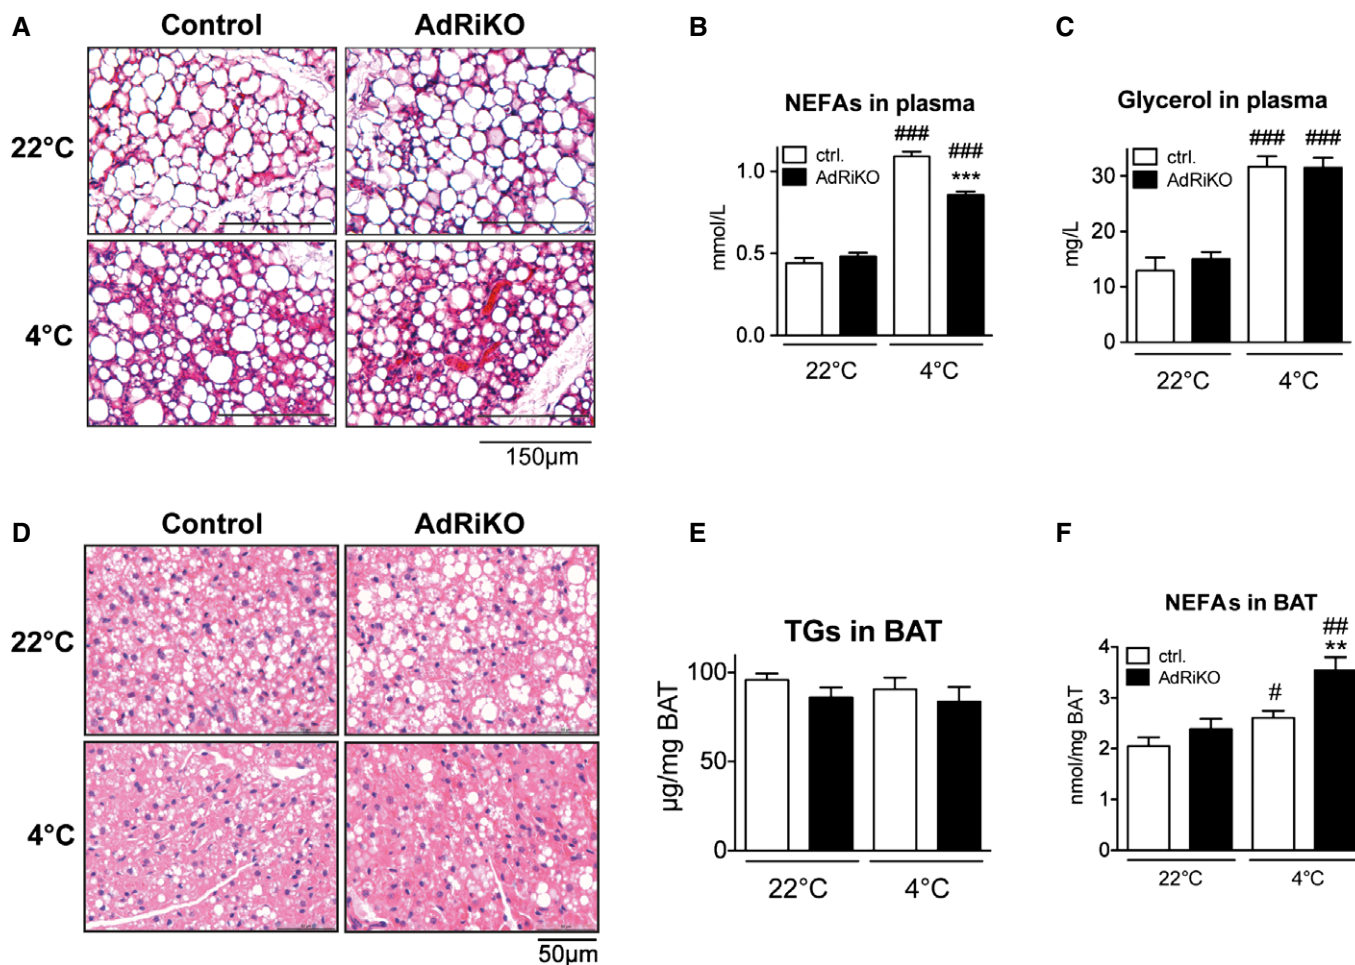 A
Control
AdRiKO
22°C
4°C
150µm
B
NEFAs in plasma
###
###
***
ctrl.
AdRiKO
1.0
0.5
0.0
mmol/L
22°C
4°C
C
Glycerol in plasma
###
###
ctrl.
AdRiKO
30
20
10
0
mg/L
22°C
4°C
D
Control
AdRiKO
22°C
4°C
50µm
E
TGs in BAT
100
50
0
µg/mg BAT
22°C
4°C
F
NEFAs in BAT
##
**
#
ctrl.
AdRiKO
4
3
2
1
0
nmol/mg BAT
22°C
4°C